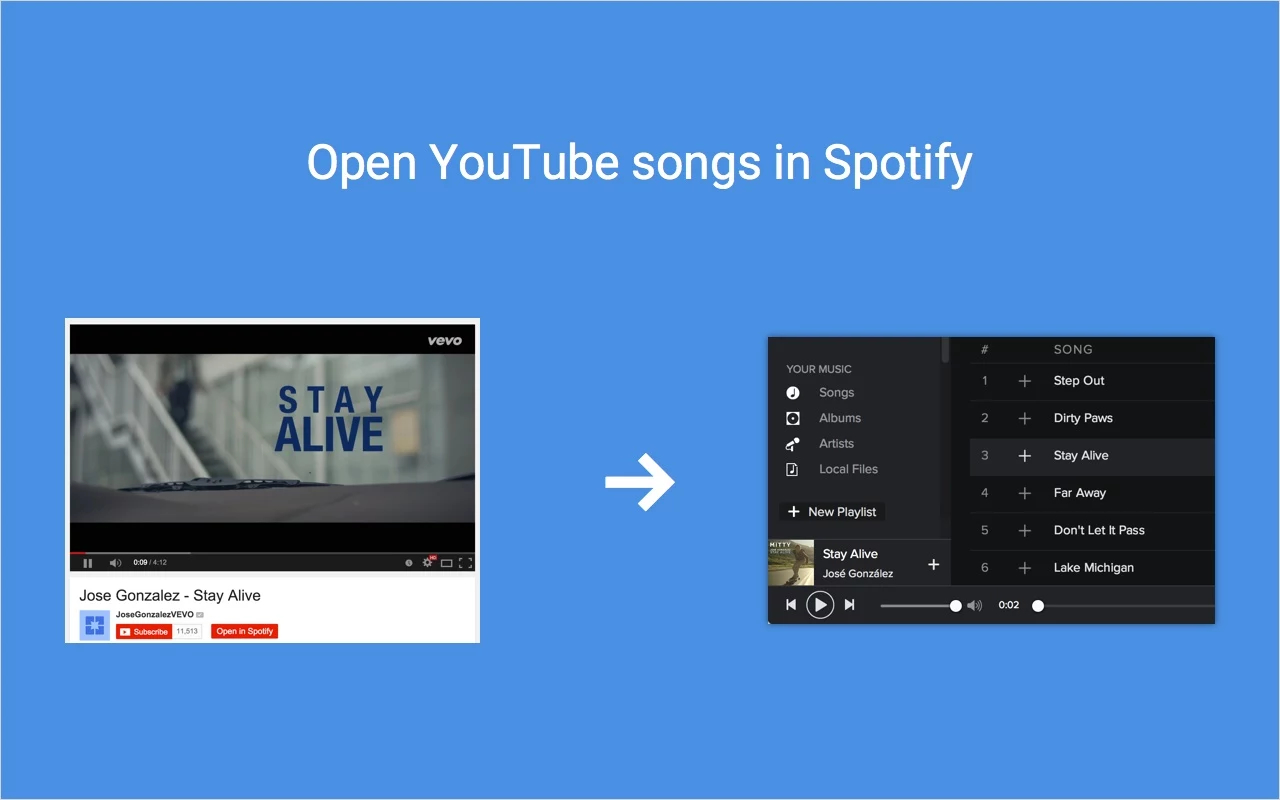 Open YouTube songs in Spotify
vevo
STAY
ALIVE
0:09 / 4:12
HD
Jose Gonzalez - Stay Alive
JoseGonzalezVEVO
Subscribe 11,513 Open in Spotify
YOUR MUSIC
Songs
Albums
Artists
Local Files
New Playlist
# SONG
1 Step Out
2 Dirty Paws
3 Stay Alive
4 Far Away
5 Don't Let It Pass
6 Lake Michigan
MITTY
Stay Alive
José González
0:02